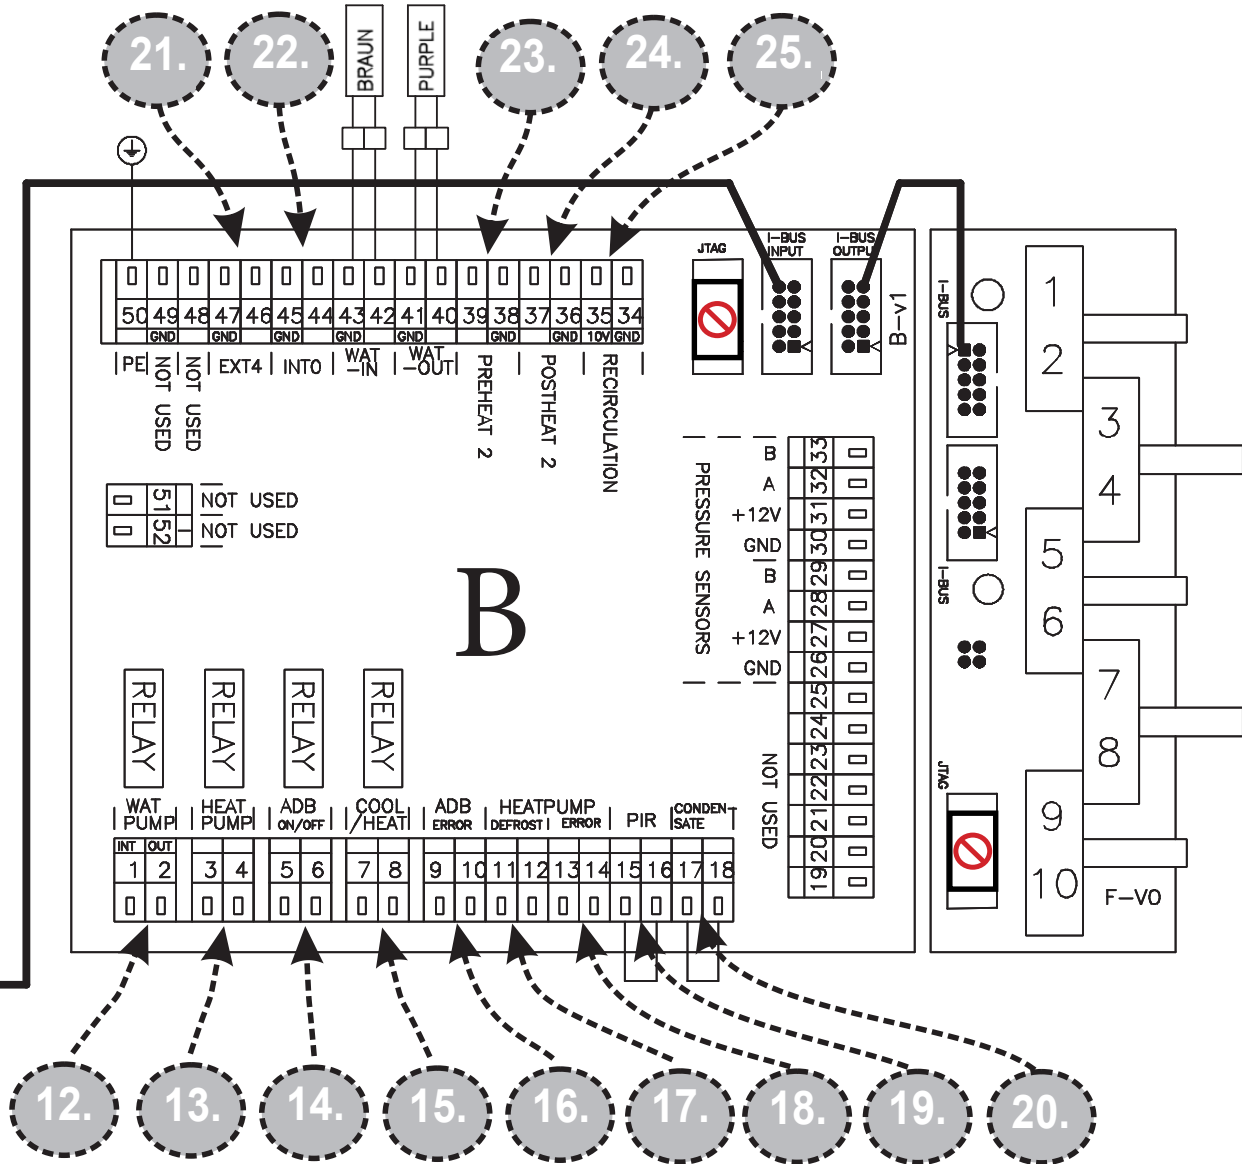 21.
22.
BRAUN
PURPLE
23.
24.
25.
JTAG
I-BUS
INPUT
I-BUS
OUTPU
B-v1
50 49 48 47 46 45 44 43 42 41 40 39 38 37 36 35 34
GND GND GND GND GND GND GND 10V GND
PE
NOT USED
NOT USED
EXT4
INT0
WAT
-IN
WAT
-OUT
PREHEAT 2
POSTHEAT 2
RECIRCULATION
51 NOT USED
52 NOT USED
B
PRESSURE SENSORS
B 33
A 32
+12V 31
GND 30
B 29
A 28
+12V 27
GND 26
25
24
23
22
21
20
19
NOT USED
RELAY
RELAY
RELAY
RELAY
WAT
PUMP
HEAT
PUMP
ADB
ON/OFF
COOL
/HEAT
ADB
ERROR
HEATPUMP
DEFROST ERROR
PIR
CONDEN-
SATE
INT OUT
1 2 3 4 5 6 7 8 9 10 11 12 13 14 15 16 17 18
I-BUS
I-BUS
JTAG
1
2
3
4
5
6
7
8
9
10
F-V0
12.
13.
14.
15.
16.
17.
18.
19.
20.